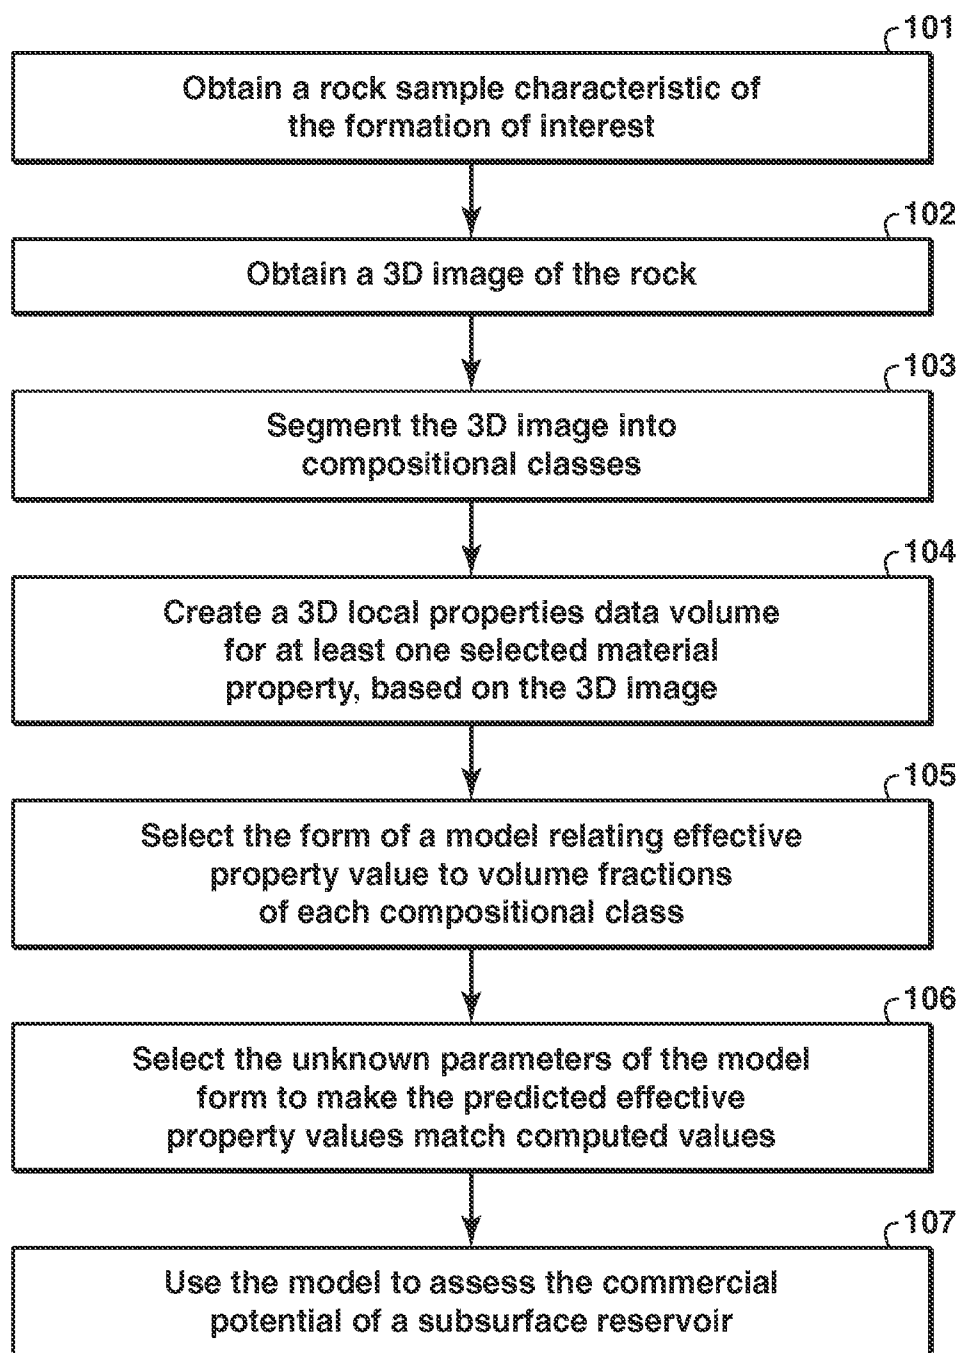 101
Obtain a rock sample characteristic of
the formation of interest
102
Obtain a 3D image of the rock
103
Segment the 3D image into
compositional classes
104
Create a 3D local properties data volume
for at least one selected material
property, based on the 3D image
105
Select the form of a model relating effective
property value to volume fractions
of each compositional class
106
Select the unknown parameters of the model
form to make the predicted effective
property values match computed values
107
Use the model to assess the commercial
potential of a subsurface reservoir